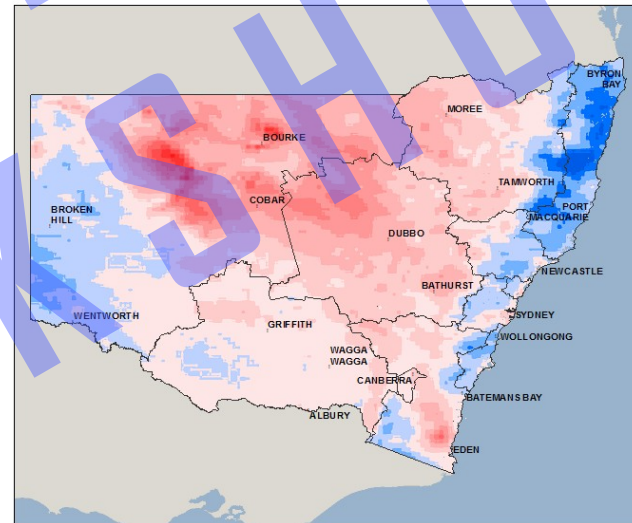 BYRON
BAY
MOREE
BOURKE
TAMWORTH
COBAR
PORT
MACQUARIE
BROKEN
HILL
DUBBO
NEWCASTLE
BATHURST
WENTWORTH
SYDNEY
GRIFFITH
WOLLONGONG
WAGGA
WAGGA
CANBERRA
BATEMANS BAY
ALBURY
EDEN